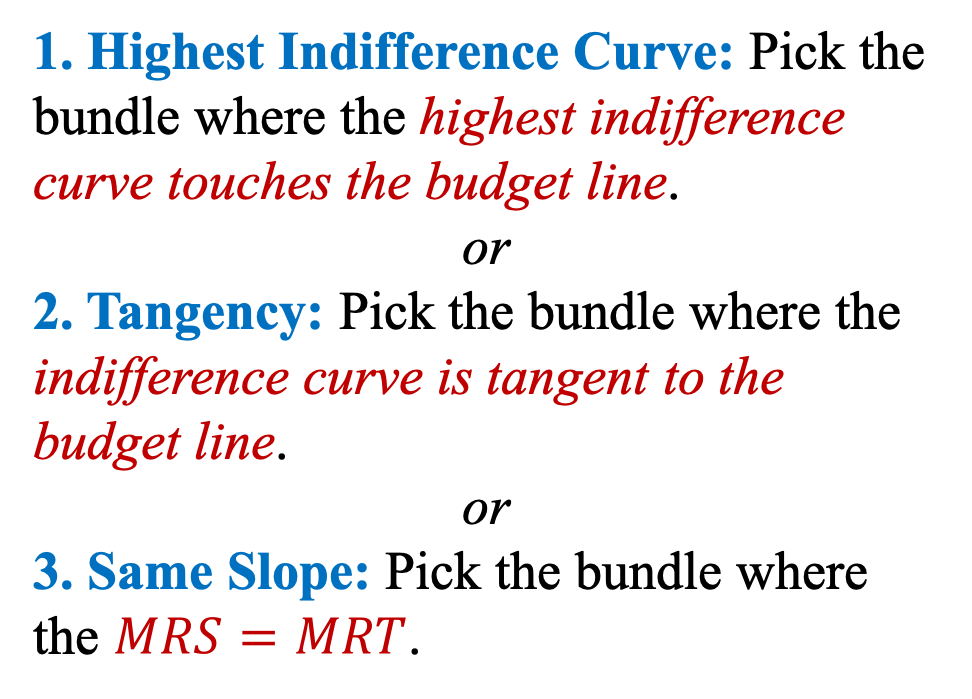 1. Highest Indifference Curve: Pick the
bundle where the highest indifference
curve touches the budget line.
or
2. Tangency: Pick the bundle where the
indifference curve is tangent to the
budget line.
or
3. Same Slope: Pick the bundle where
the MRS = MRT.